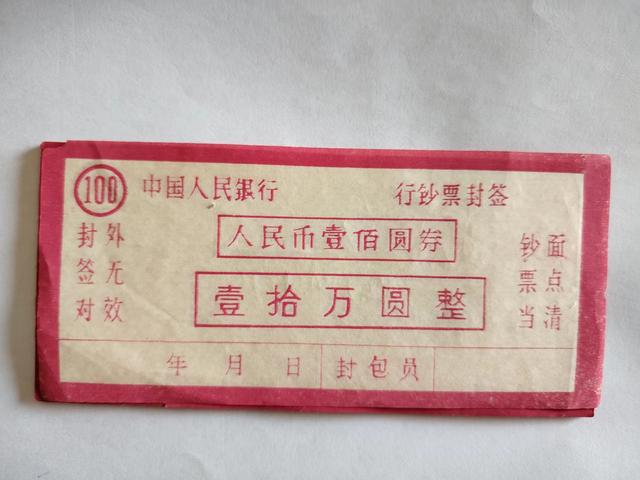 100 中国人民銀行 行钞票封签
人民币壹佰圆券
壹拾万圆整
封签对
外无效
钞票当
面点清
年 月 日 封包员